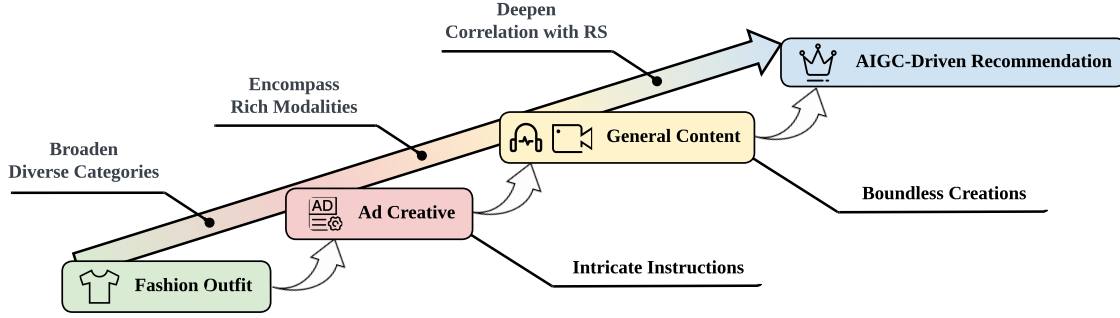 Deepen
Correlation with RS
AIGC-Driven Recommendation
Encompass
Rich Modalities
General Content
Broaden
Diverse Categories
Boundless Creations
AD
Ad Creative
Intricate Instructions
Fashion Outfit